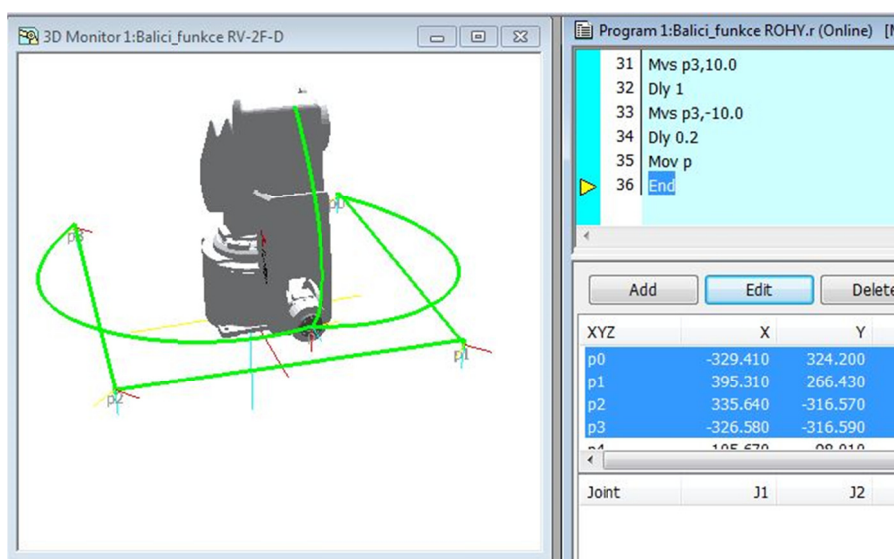 3D Monitor 1:Balici_funkce RV-2F-D
p0
p3
p1
p2
Program 1:Balici_funkce ROHY.r (Online)
31 Mvs p3,10.0
32 Dly 1
33 Mvs p3,-10.0
34 Dly 0.2
35 Mov p
36 End
Add Edit Delete
XYZ X Y
p0 -329.410 324.200
p1 395.310 266.430
p2 335.640 -316.570
p3 -326.580 -316.590
Joint J1 J2